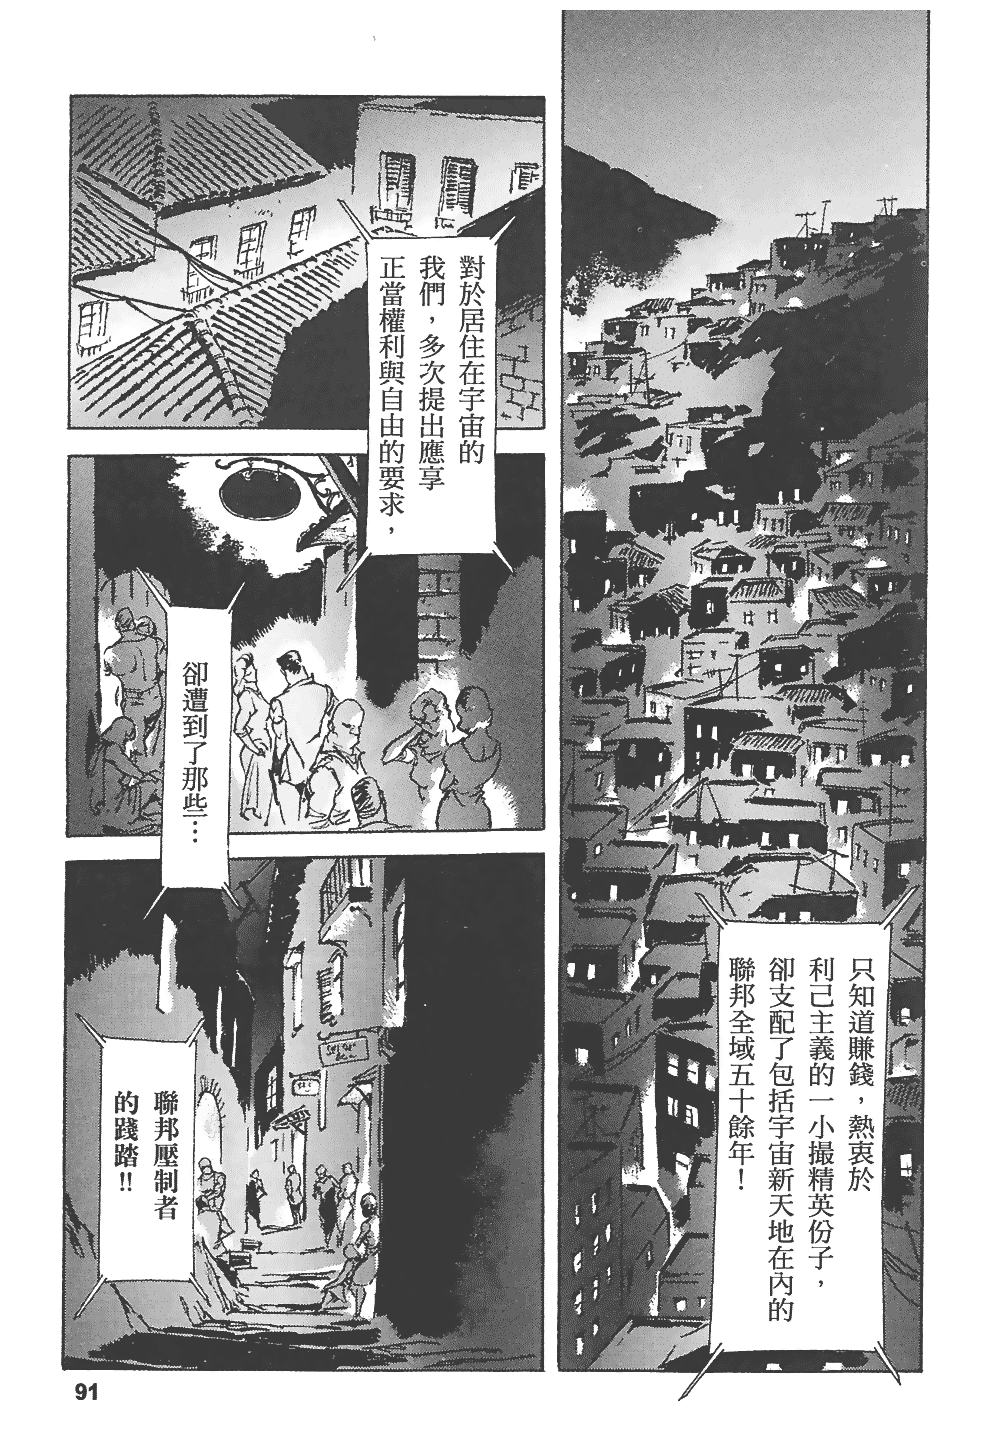 只知道賺錢，熱衷於
利己主義的一小撮精英份子，
卻支配了包括宇宙新天地在內的
聯邦全域五十餘年！
對於居住在宇宙的
我們，多次提出應享
正當權利與自由的要求，
卻遭到了那些…
聯邦壓制者
的踐踏!!
91